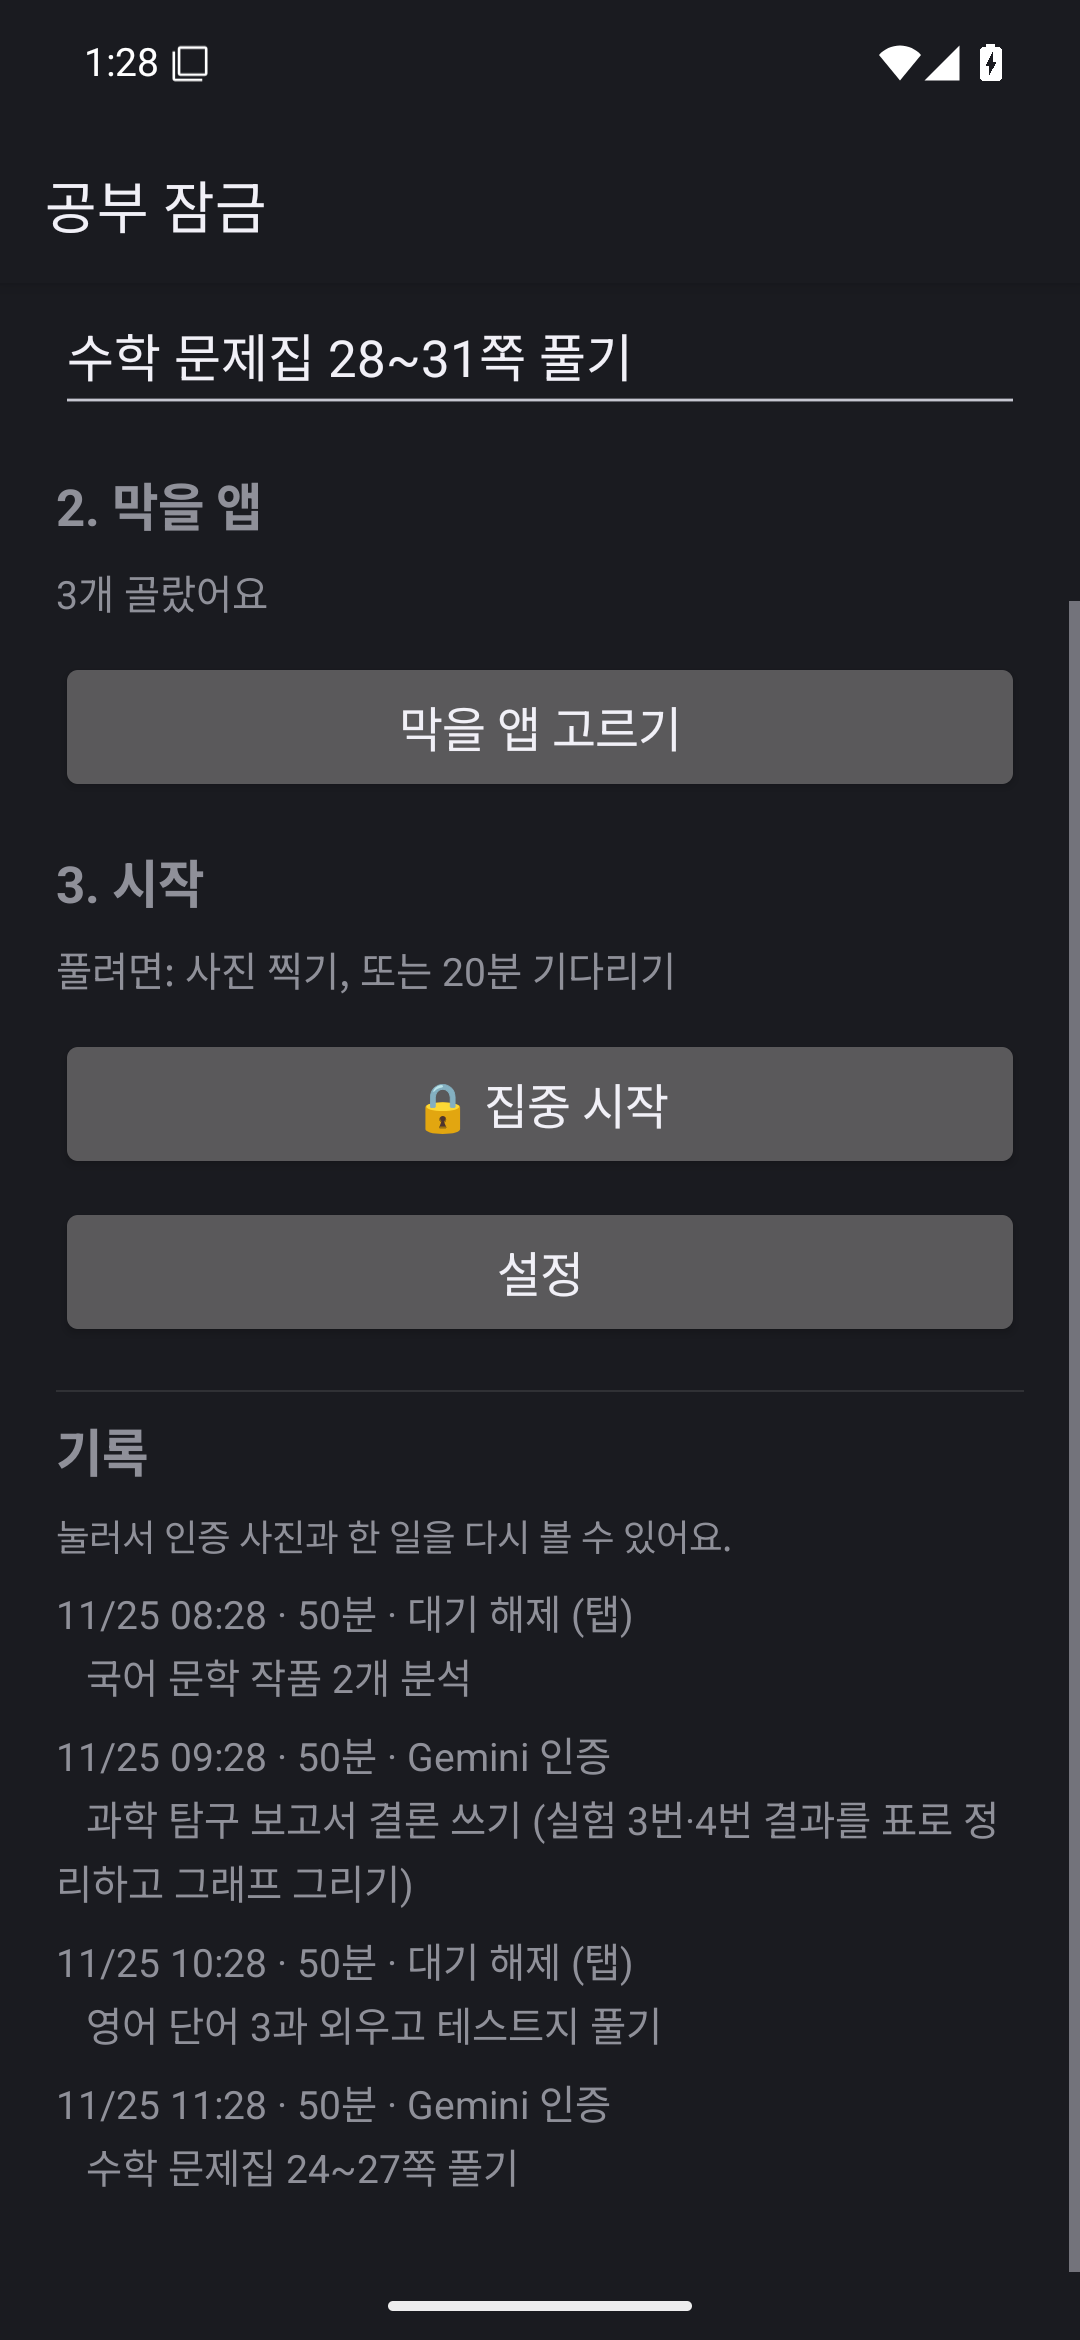 1:28
공부 잠금
수학 문제집 28~31쪽 풀기
2. 막을 앱
3개 골랐어요
막을 앱 고르기
3. 시작
풀려면: 사진 찍기, 또는 20분 기다리기
🔒 집중 시작
설정
기록
눌러서 인증 사진과 한 일을 다시 볼 수 있어요.
11/25 08:28 · 50분 · 대기 해제 (탭)
국어 문학 작품 2개 분석
11/25 09:28 · 50분 · Gemini 인증
과학 탐구 보고서 결론 쓰기 (실험 3번·4번 결과를 표로 정
리하고 그래프 그리기)
11/25 10:28 · 50분 · 대기 해제 (탭)
영어 단어 3과 외우고 테스트지 풀기
11/25 11:28 · 50분 · Gemini 인증
수학 문제집 24~27쪽 풀기